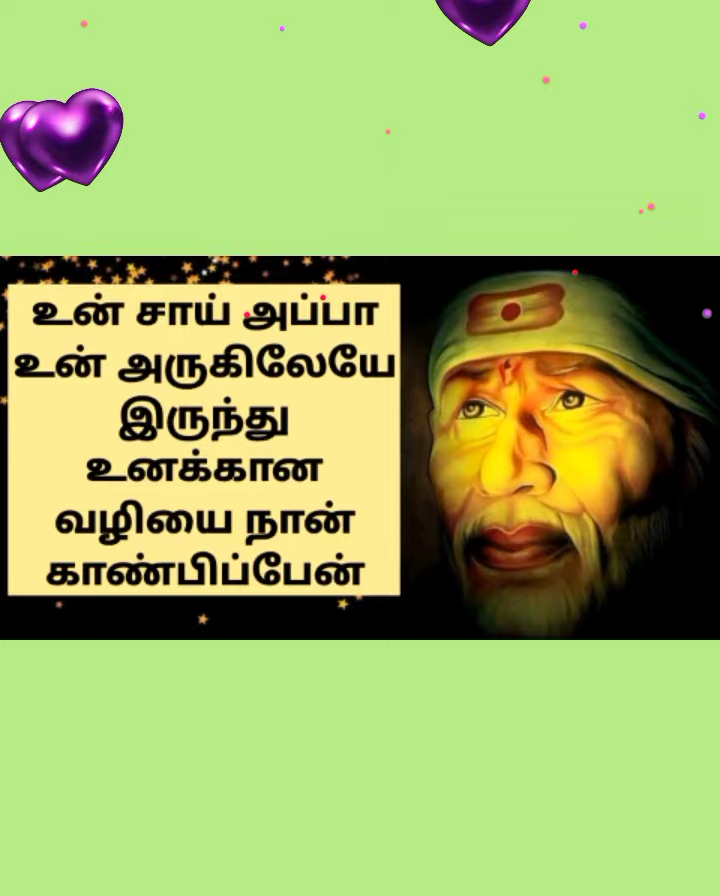 உன் சாய் அப்பா
உன் அருகிலேயே
இருந்து
உனக்கான
வழியை நான்
காண்பிப்பேன்